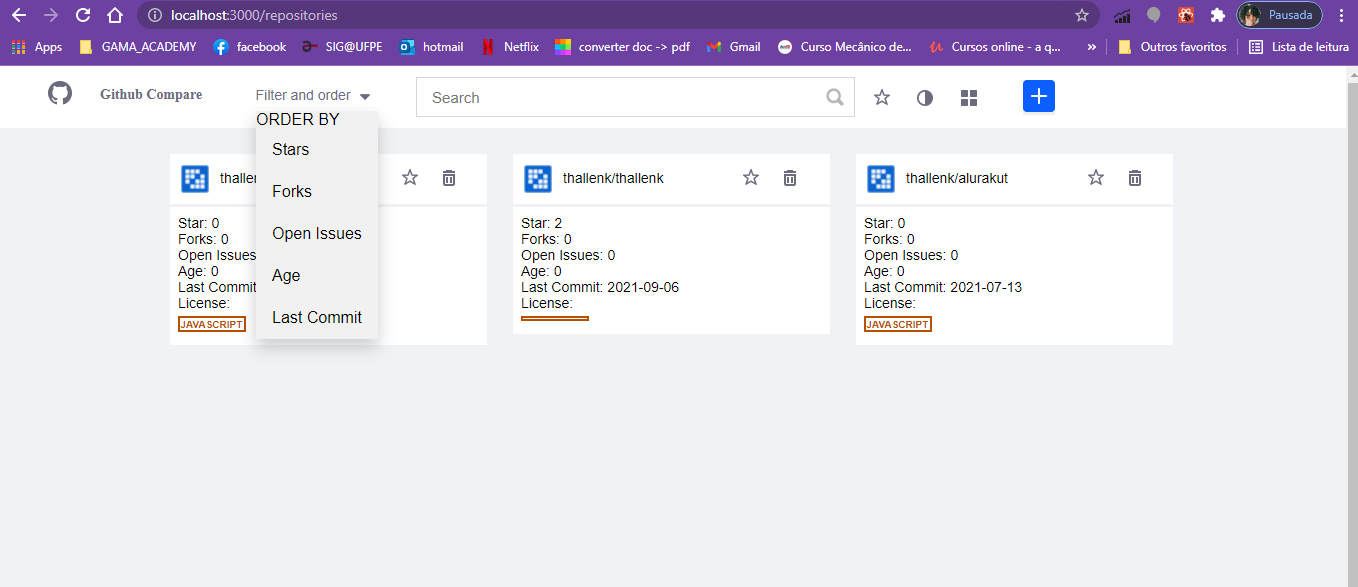 localhost:3000/repositories
Pausada
Apps GAMA_ACADEMY facebook SIG@UFPE hotmail Netflix converter doc -> pdf Gmail Curso Mecânico de... Cursos online - a q... » Outros favoritos Lista de leitura
Github Compare Filter and order Search
ORDER BY
Stars
Forks
Open Issues
Age
Last Commit
Star: 0
Forks: 0
Open Issues
Age: 0
Last Commit
License:
JAVASCRIPT
thallenk/thallenk
Star: 2
Forks: 0
Open Issues: 0
Age: 0
Last Commit: 2021-09-06
License:
thallenk/alurakut
Star: 0
Forks: 0
Open Issues: 0
Age: 0
Last Commit: 2021-07-13
License:
JAVASCRIPT